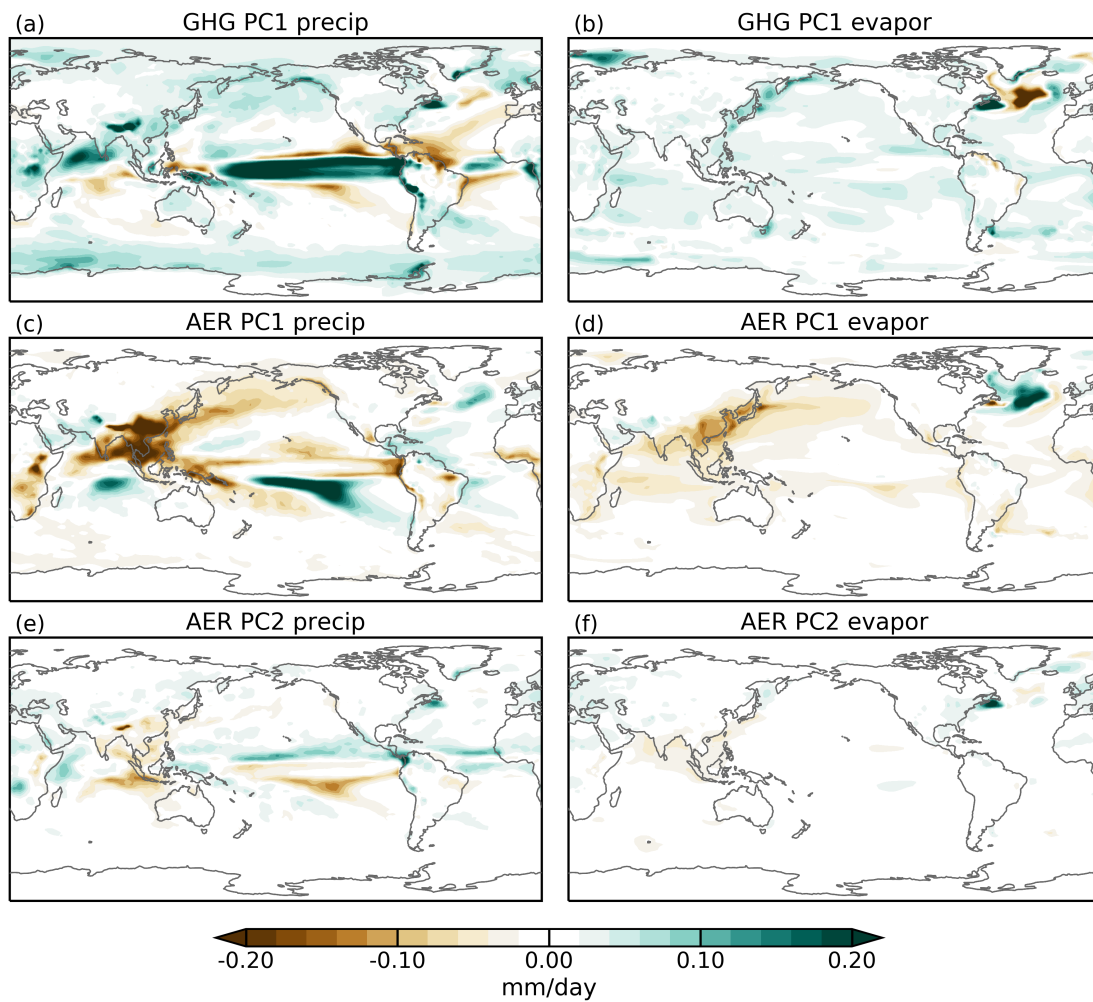 (a) GHG PC1 precip
(b) GHG PC1 evapor
(c) AER PC1 precip
(d) AER PC1 evapor
(e) AER PC2 precip
(f) AER PC2 evapor
-0.20 -0.10 0.00 0.10 0.20
mm/day